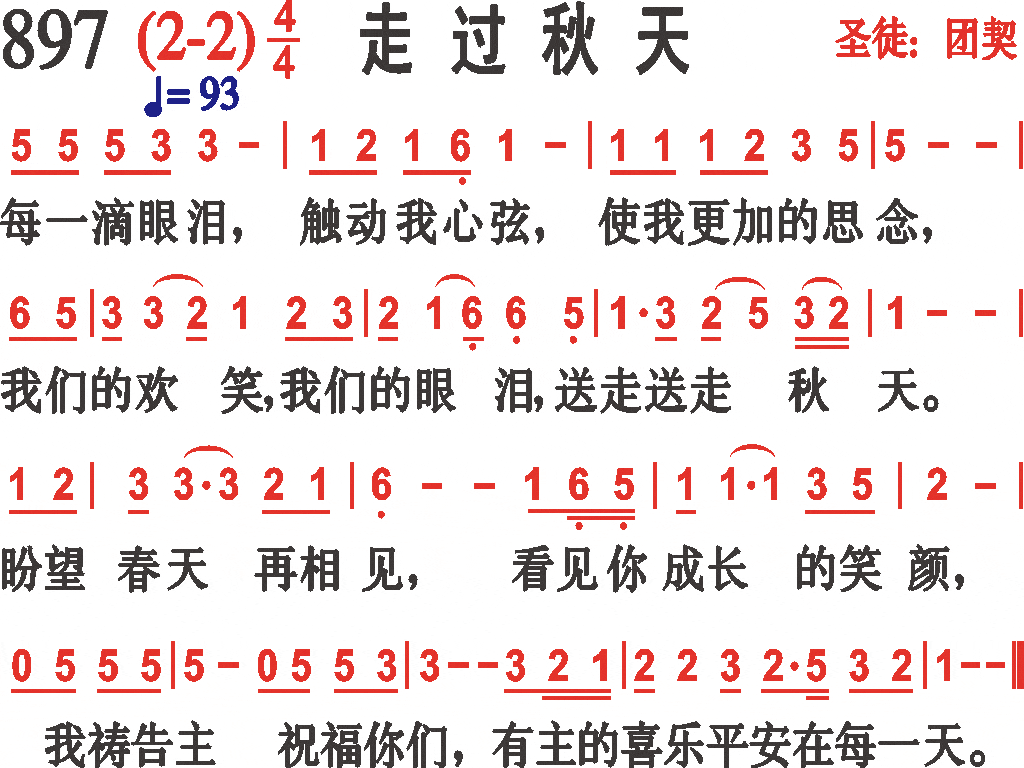 897 (2-2) 4/4 走过秋天 圣徒：团契
♩= 93
5 5 5 3 3 - | 1 2 1 6 1 - | 1 1 1 2 3 5 | 5 - - |
每一滴眼泪， 触动我心弦， 使我更加的思念，
6 5 | 3 3 2 1 2 3 | 2 1 6 6 5 | 1·3 2 5 3 2 | 1 - - |
我们的欢 笑,我们的眼 泪,送走送走 秋 天。
1 2 | 3 3·3 2 1 | 6 - - 1 6 5 | 1 1·1 3 5 | 2 - |
盼望 春天 再相见， 看见你成长 的笑颜，
0 5 5 5 | 5 - 0 5 5 3 | 3 - - 3 2 1 | 2 2 3 2·5 3 2 | 1 - - ‖
我祷告主 祝福你们，有主的喜乐平安在每一天。